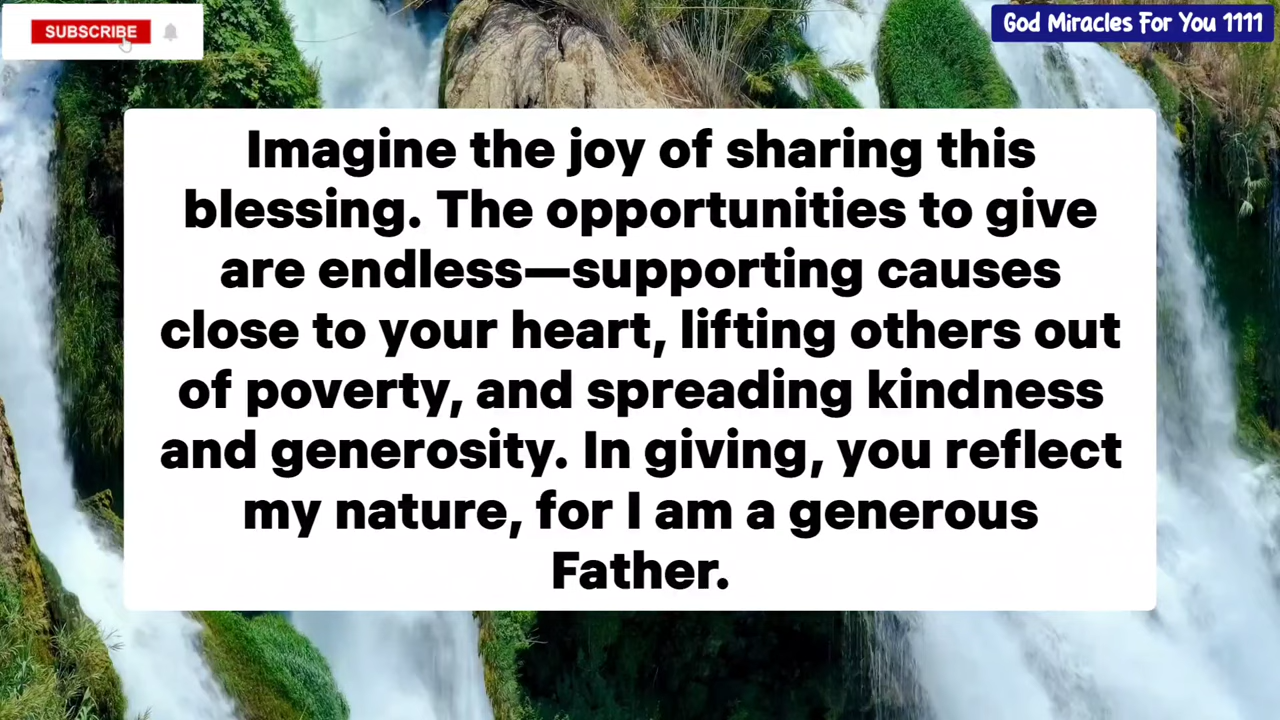 SUBSCRIBE
God Miracles For You 1111
Imagine the joy of sharing this
blessing. The opportunities to give
are endless—supporting causes
close to your heart, lifting others out
of poverty, and spreading kindness
and generosity. In giving, you reflect
my nature, for I am a generous
Father.